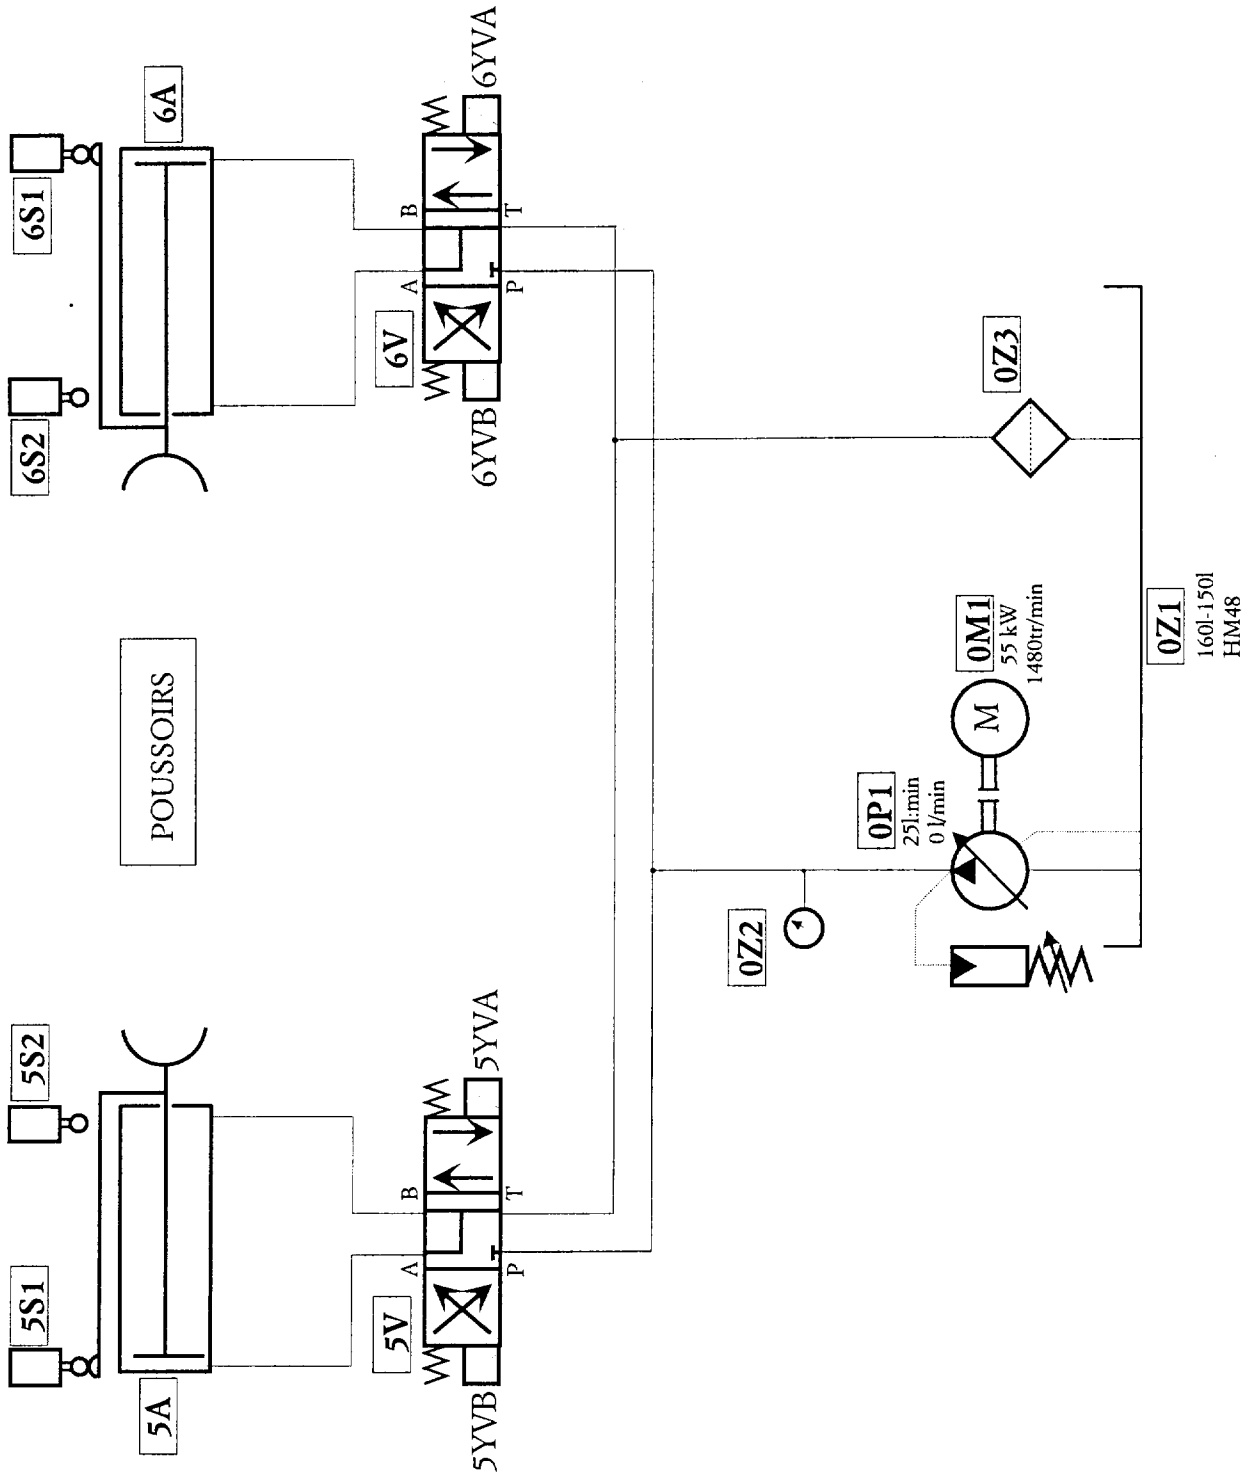 5S1
5S2
6S2
6S1
5A
POUSSOIRS
6A
5V
A
B
6V
A
B
5YVB
5YVA
6YVB
6YVA
P
T
P
T
0Z2
0P1
25l:min
0 l/min
0M1
55 kW
1480tr/min
M
0Z3
0Z1
160l-150l
HM48